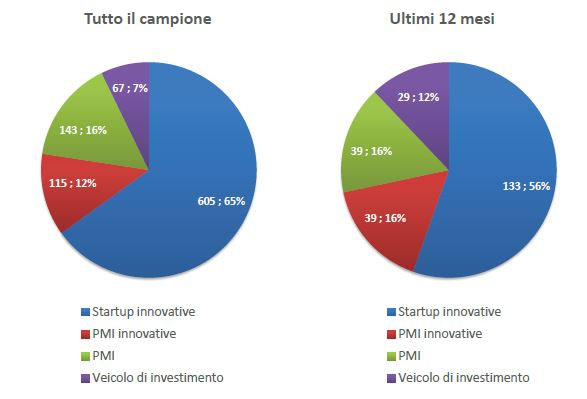 Tutto il campione
67 ; 7%
143 ; 16%
115 ; 12%
605 ; 65%
Startup innovative
PMI innovative
PMI
Veicolo di investimento
Ultimi 12 mesi
29 ; 12%
39 ; 16%
39 ; 16%
133 ; 56%
Startup innovative
PMI innovative
PMI
Veicolo di investimento